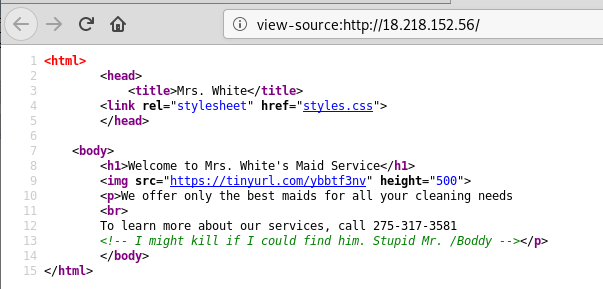 view-source:http://18.218.152.56/
1 <html>
2 <head>
3 <title>Mrs. White</title>
4 <link rel="stylesheet" href="styles.css">
5 </head>
6
7 <body>
8 <h1>Welcome to Mrs. White's Maid Service</h1>
9 <img src="https://tinyurl.com/ybbtf3nv" height="500">
10 <p>We offer only the best maids for all your cleaning needs
11 <br>
12 To learn more about our services, call 275-317-3581
13 <!-- I might kill if I could find him. Stupid Mr. /Boddy --></p>
14 </body>
15 </html>